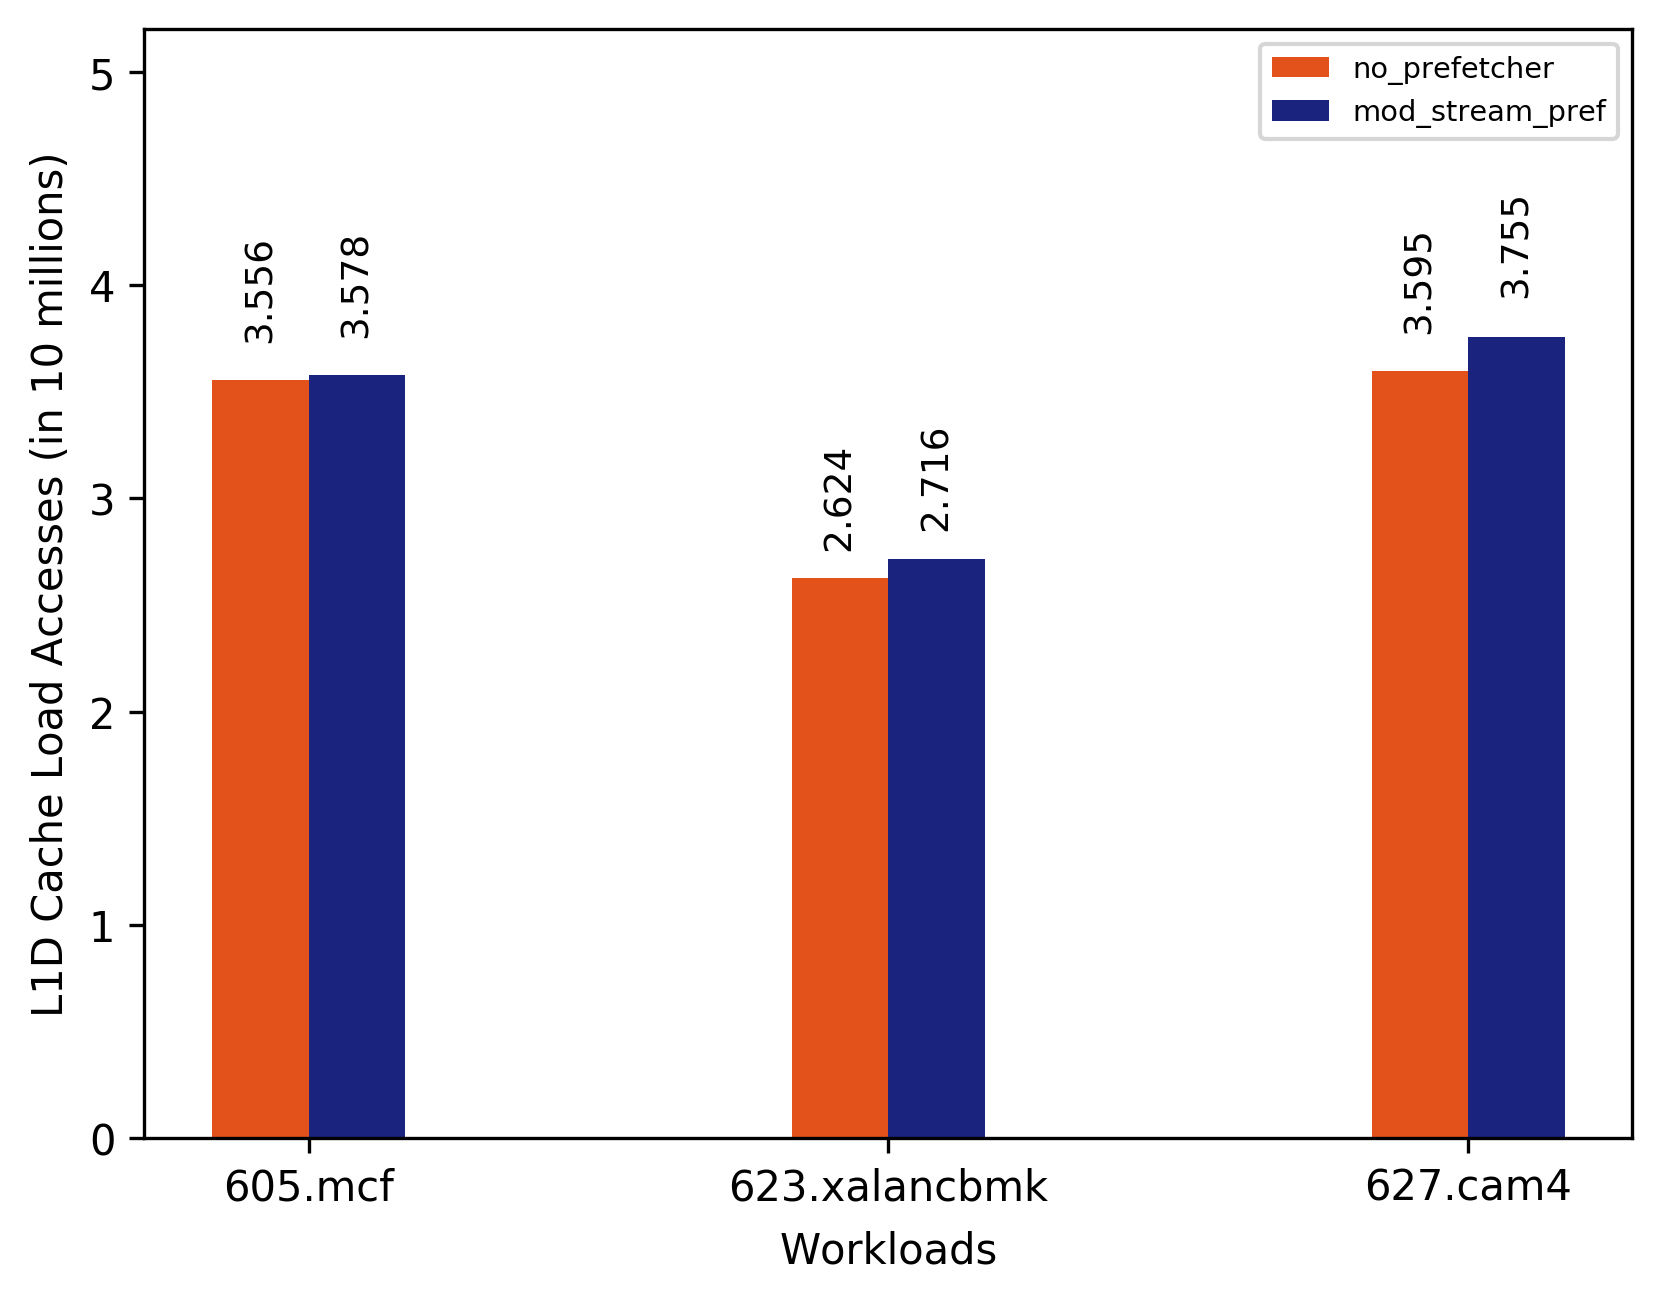 no_prefetcher
mod_stream_pref
L1D Cache Load Accesses (in 10 millions)
5
4
3
2
1
0
3.556
3.578
2.624
2.716
3.595
3.755
605.mcf
623.xalancbmk
627.cam4
Workloads